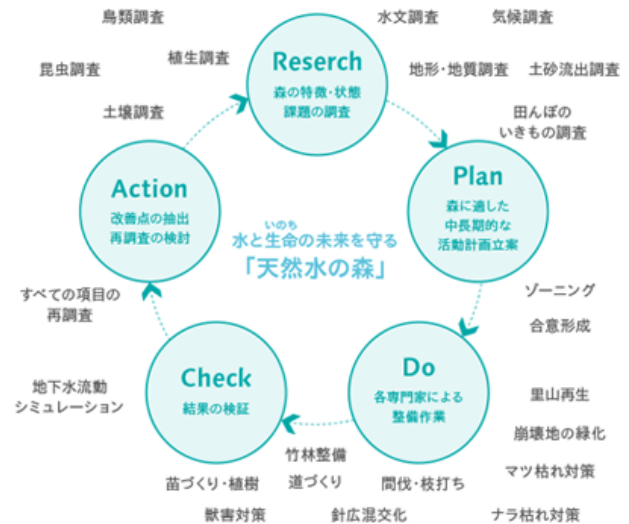 鳥類調査
水文調査
気候調査
昆虫調査
植生調査
地形・地質調査
土砂流出調査
土壌調査
田んぼの
いきもの調査
Reserch
森の特徴・状態
課題の調査
Plan
森に適した
中長期的な
活動計画立案
ゾーニング
合意形成
Do
各専門家による
整備作業
里山再生
崩壊地の緑化
マツ枯れ対策
ナラ枯れ対策
間伐・枝打ち
針広混交化
竹林整備
道づくり
苗づくり・植樹
獣害対策
Check
結果の検証
地下水流動
シミュレーション
すべての項目の
再調査
Action
改善点の抽出
再調査の検討
いのち
水と生命の未来を守る
「天然水の森」